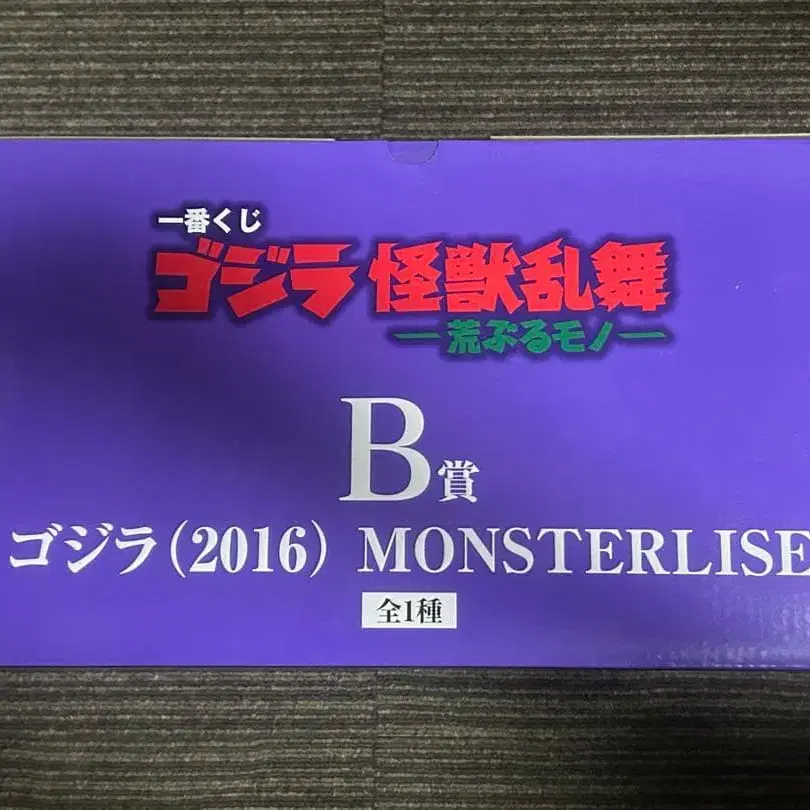 一番くじ
ゴジラ 怪獣乱舞
―荒ぶるモノ―
B賞
ゴジラ(2016) MONSTERLISE
全1種